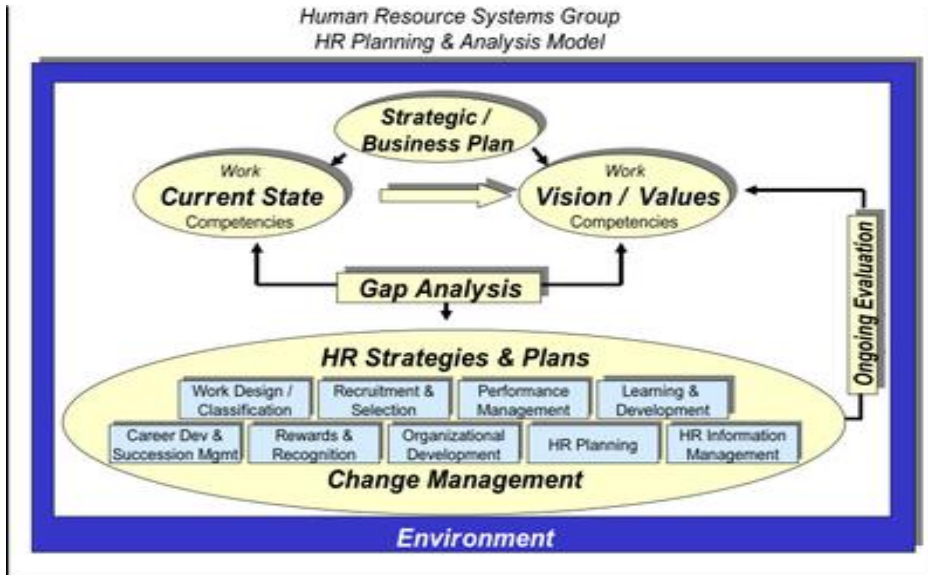 Human Resource Systems Group
HR Planning & Analysis Model
Strategic /
Business Plan
Work
Current State
Competencies
Work
Vision / Values
Competencies
Gap Analysis
Ongoing Evaluation
HR Strategies & Plans
Work Design /
Classification
Recruitment &
Selection
Performance
Management
Learning &
Development
Career Dev &
Succession Mgmt
Rewards &
Recognition
Organizational
Development
HR Planning
HR Information
Management
Change Management
Environment